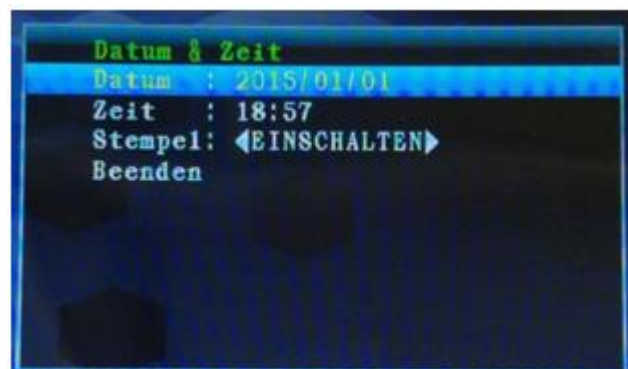 Datum & Zeit
Datum : 2015/01/01
Zeit : 18:57
Stempel: ◀EINSCHALTEN▶
Beenden